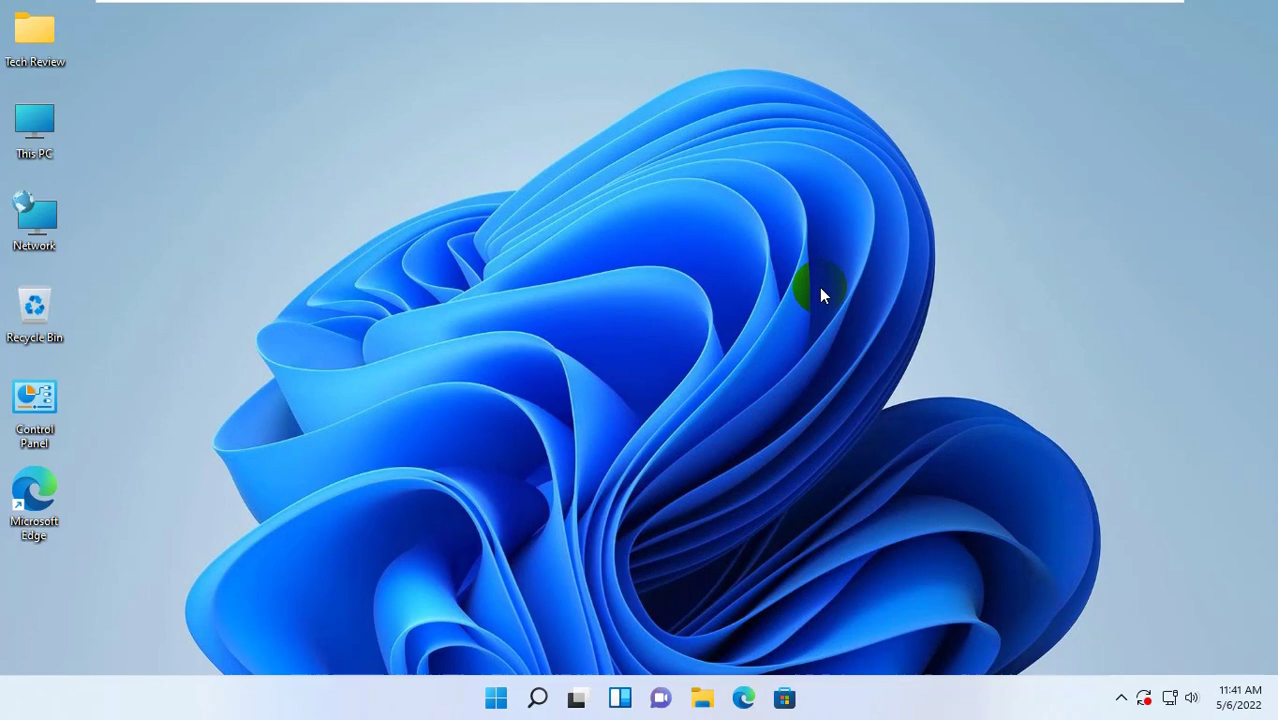 Tech Review
This PC
Network
Recycle Bin
Control
Panel
Microsoft
Edge
11:41 AM
5/6/2022